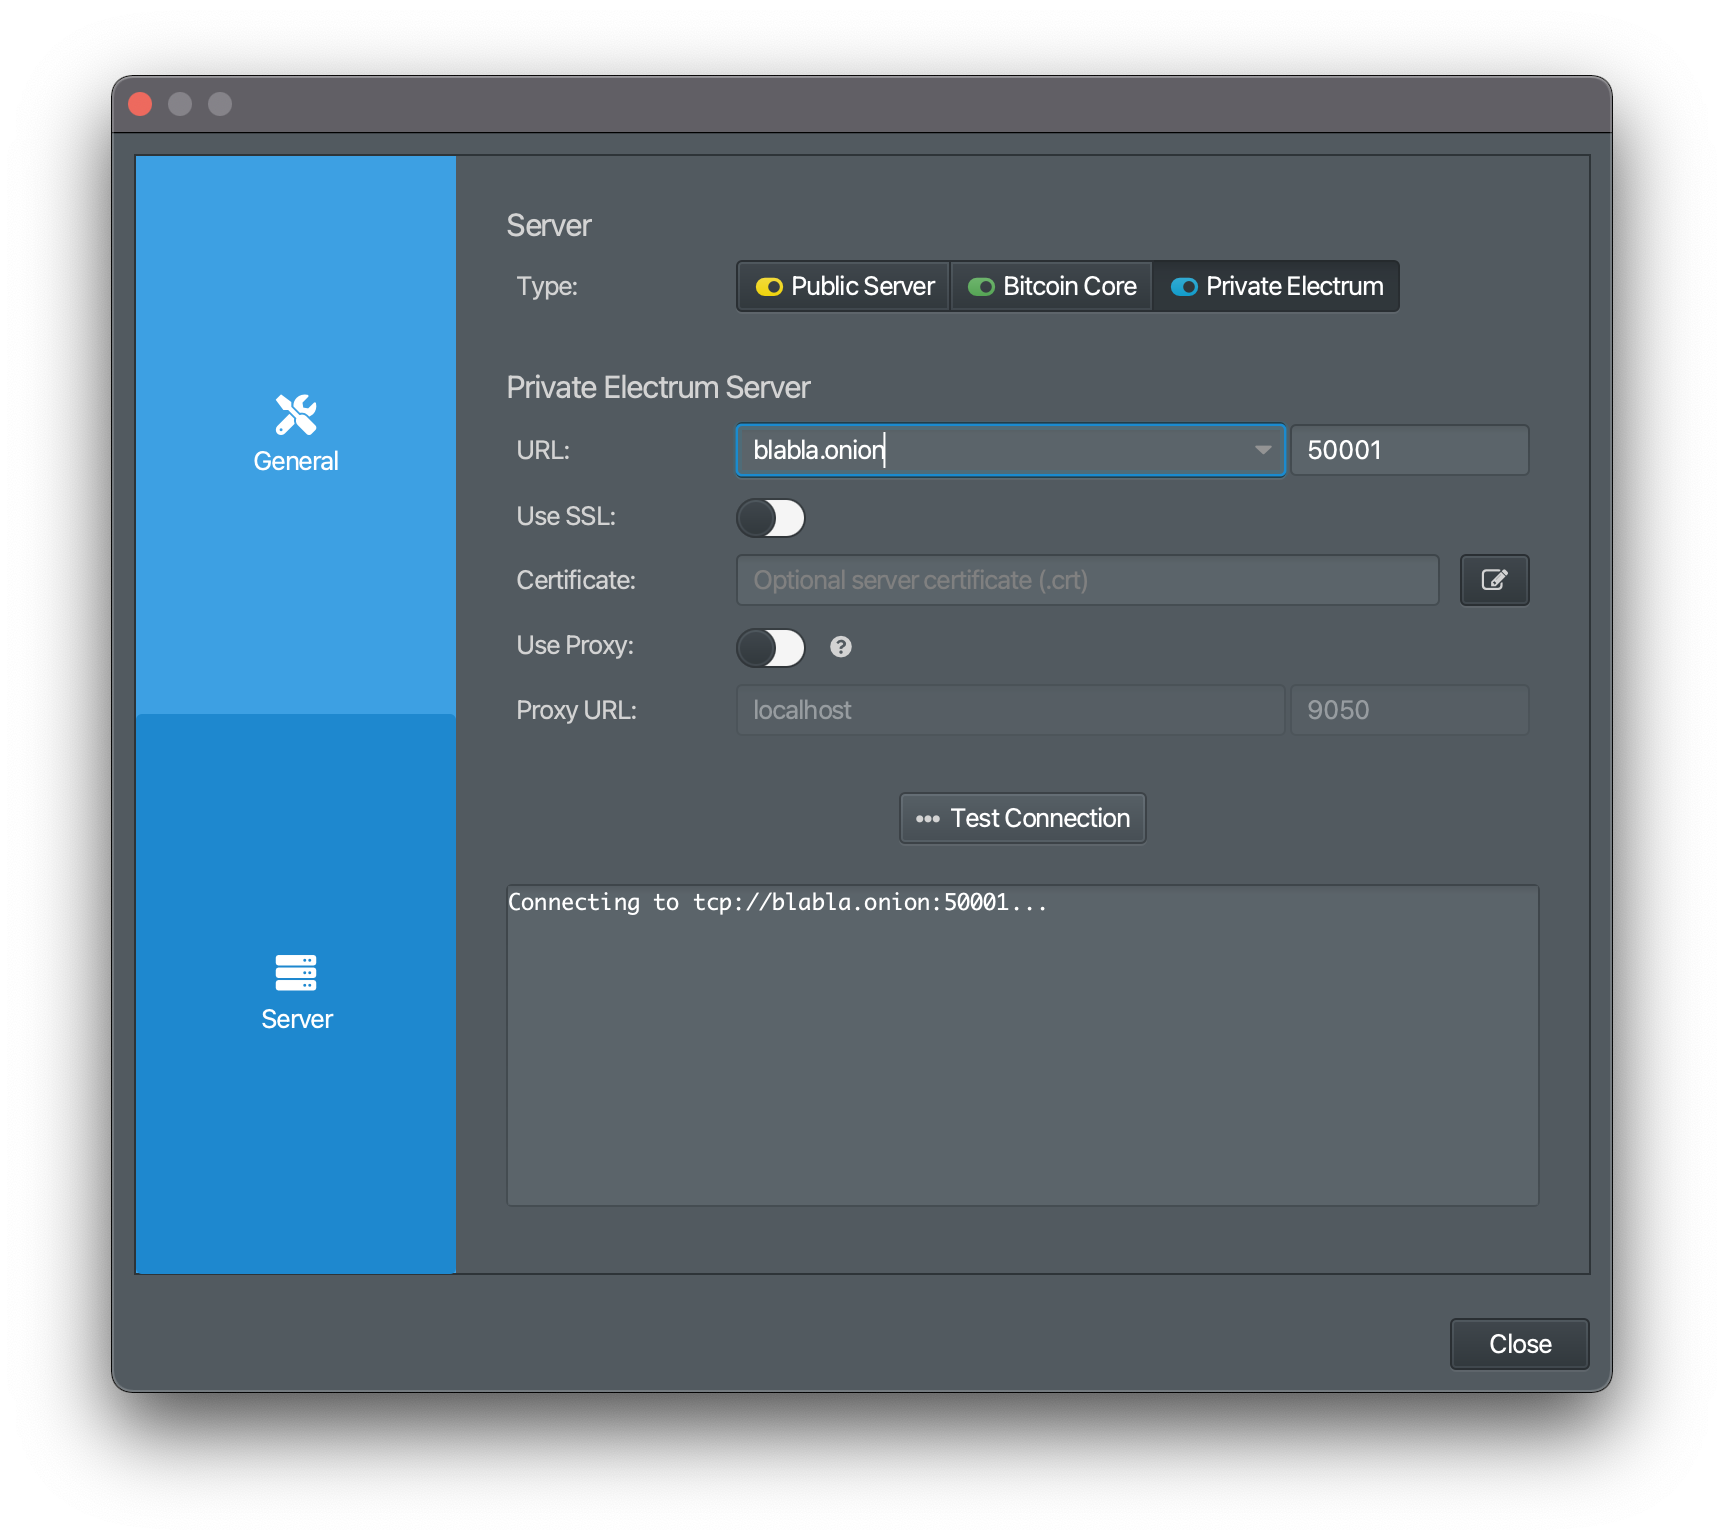 General
Server
Server
Type:
Public Server
Bitcoin Core
Private Electrum
Private Electrum Server
URL:
blabla.onion
50001
Use SSL:
Certificate:
Optional server certificate (.crt)
Use Proxy:
?
Proxy URL:
localhost
9050
Test Connection
Connecting to tcp://blabla.onion:50001...
Close